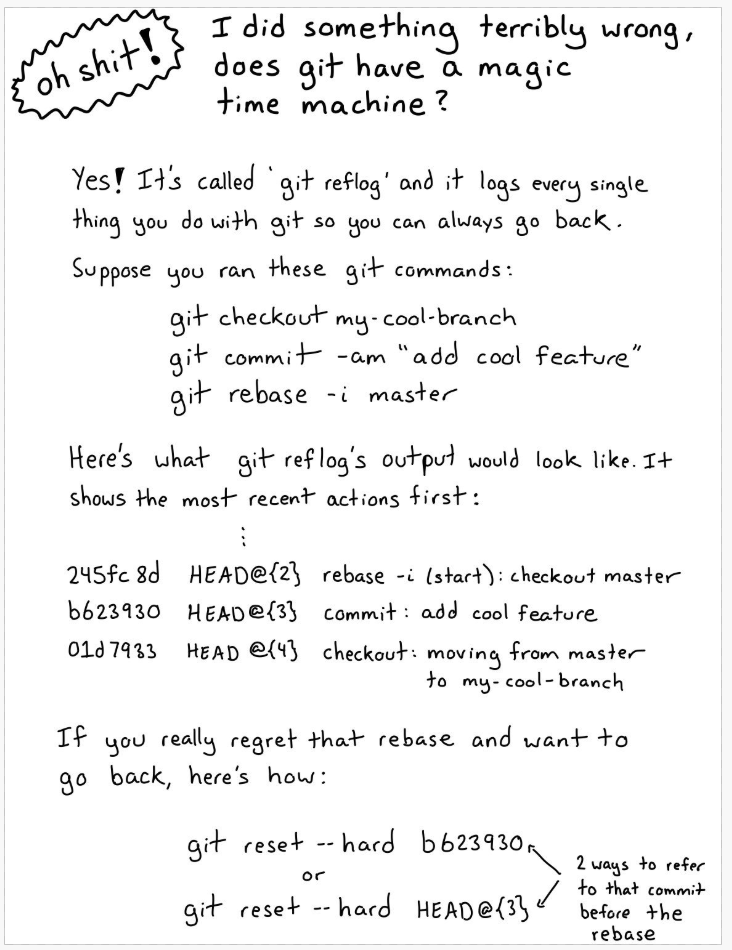 oh shit!
I did something terribly wrong,
does git have a magic
time machine?
Yes! It's called 'git reflog' and it logs every single
thing you do with git so you can always go back.
Suppose you ran these git commands:
git checkout my-cool-branch
git commit -am "add cool feature"
git rebase -i master
Here's what git reflog's output would look like. It
shows the most recent actions first:
⋮
245fc8d HEAD@{2} rebase -i (start): checkout master
b623930 HEAD@{3} commit: add cool feature
01d7933 HEAD@{4} checkout: moving from master
to my-cool-branch
If you really regret that rebase and want to
go back, here's how:
git reset --hard b623930
or
git reset --hard HEAD@{3}
2 ways to refer
to that commit
before the
rebase